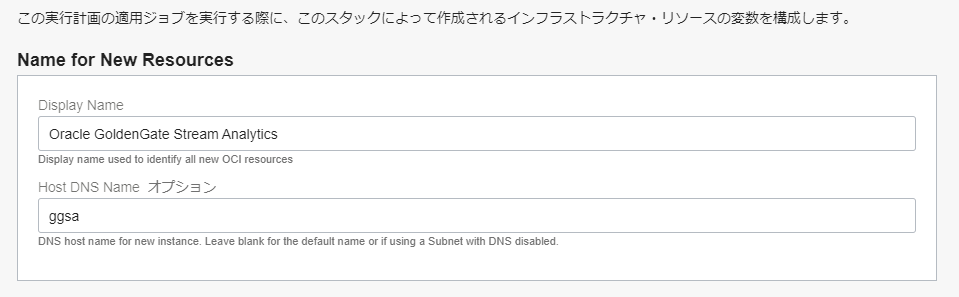 この実行計画の適用ジョブを実行する際に、このスタックによって作成されるインフラストラクチャ・リソースの変数を構成します。
Name for New Resources
Display Name
Oracle GoldenGate Stream Analytics
Display name used to identify all new OCI resources
Host DNS Name オプション
ggsa
DNS host name for new instance. Leave blank for the default name or if using a Subnet with DNS disabled.